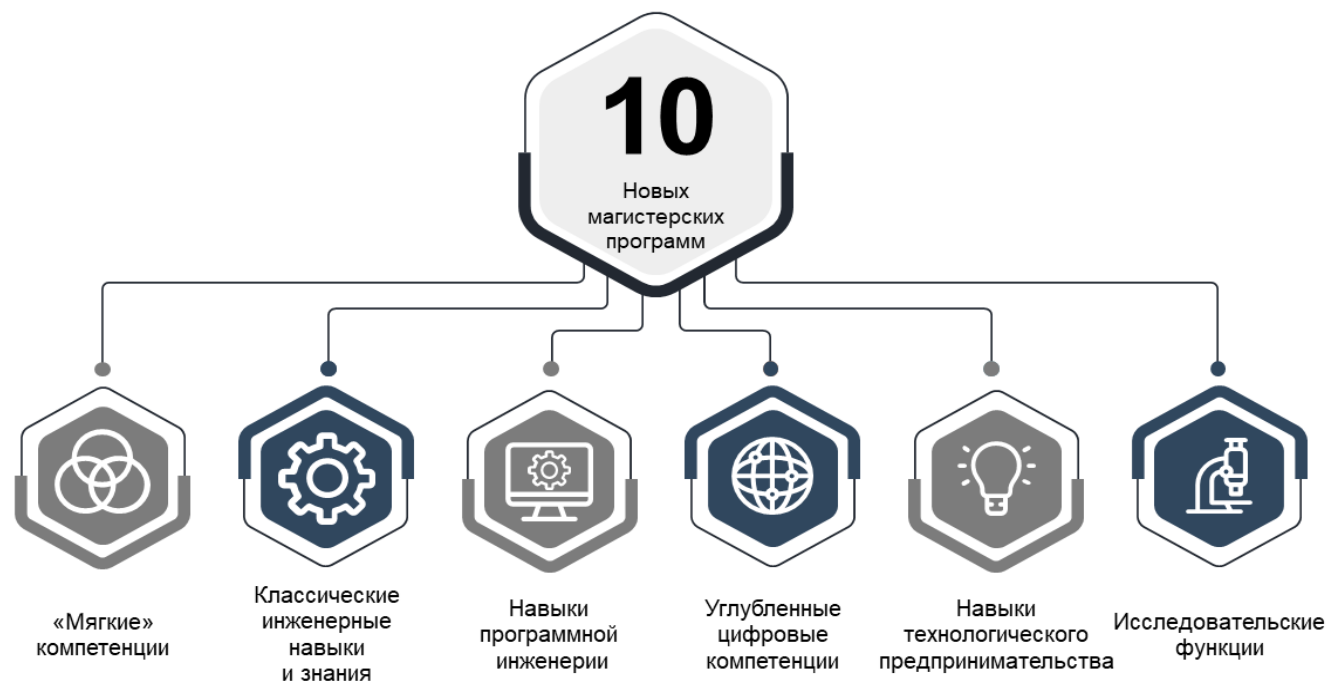 10
Новых
магистерских
программ
«Мягкие»
компетенции
Классические
инженерные
навыки
и знания
Навыки
программной
инженерии
Углубленные
цифровые
компетенции
Навыки
технологического
предпринимательства
Исследовательские
функции